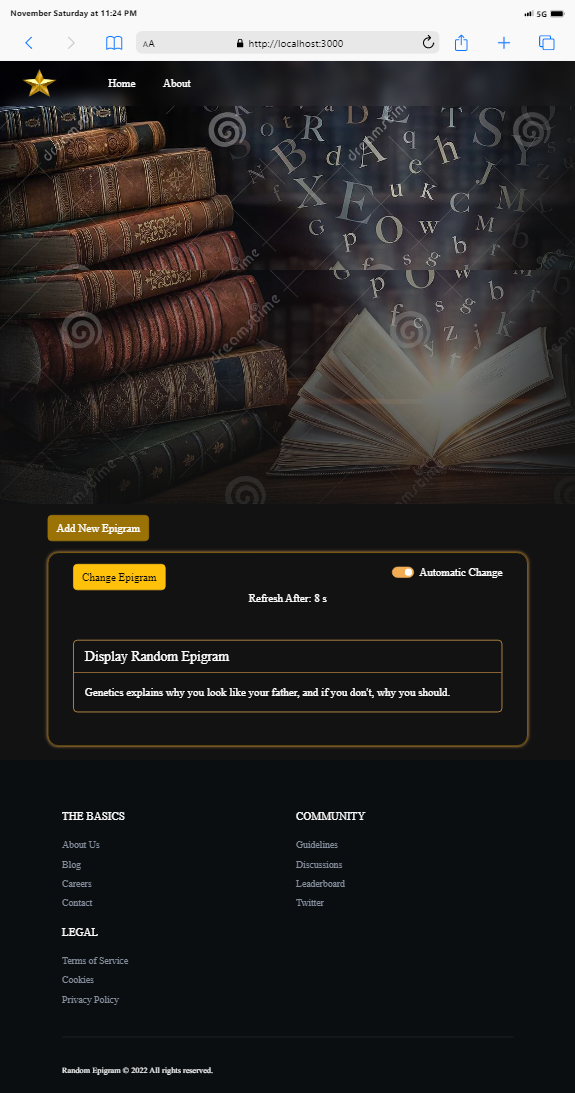 November Saturday at 11:24 PM
5G
AA
http://localhost:3000
Home
About
dreamstime
Add New Epigram
Change Epigram
Automatic Change
Refresh After: 8 s
Display Random Epigram
Genetics explains why you look like your father, and if you don't, why you should.
THE BASICS
COMMUNITY
About Us
Guidelines
Blog
Discussions
Careers
Leaderboard
Contact
Twitter
LEGAL
Terms of Service
Cookies
Privacy Policy
Random Epigram © 2022 All rights reserved.